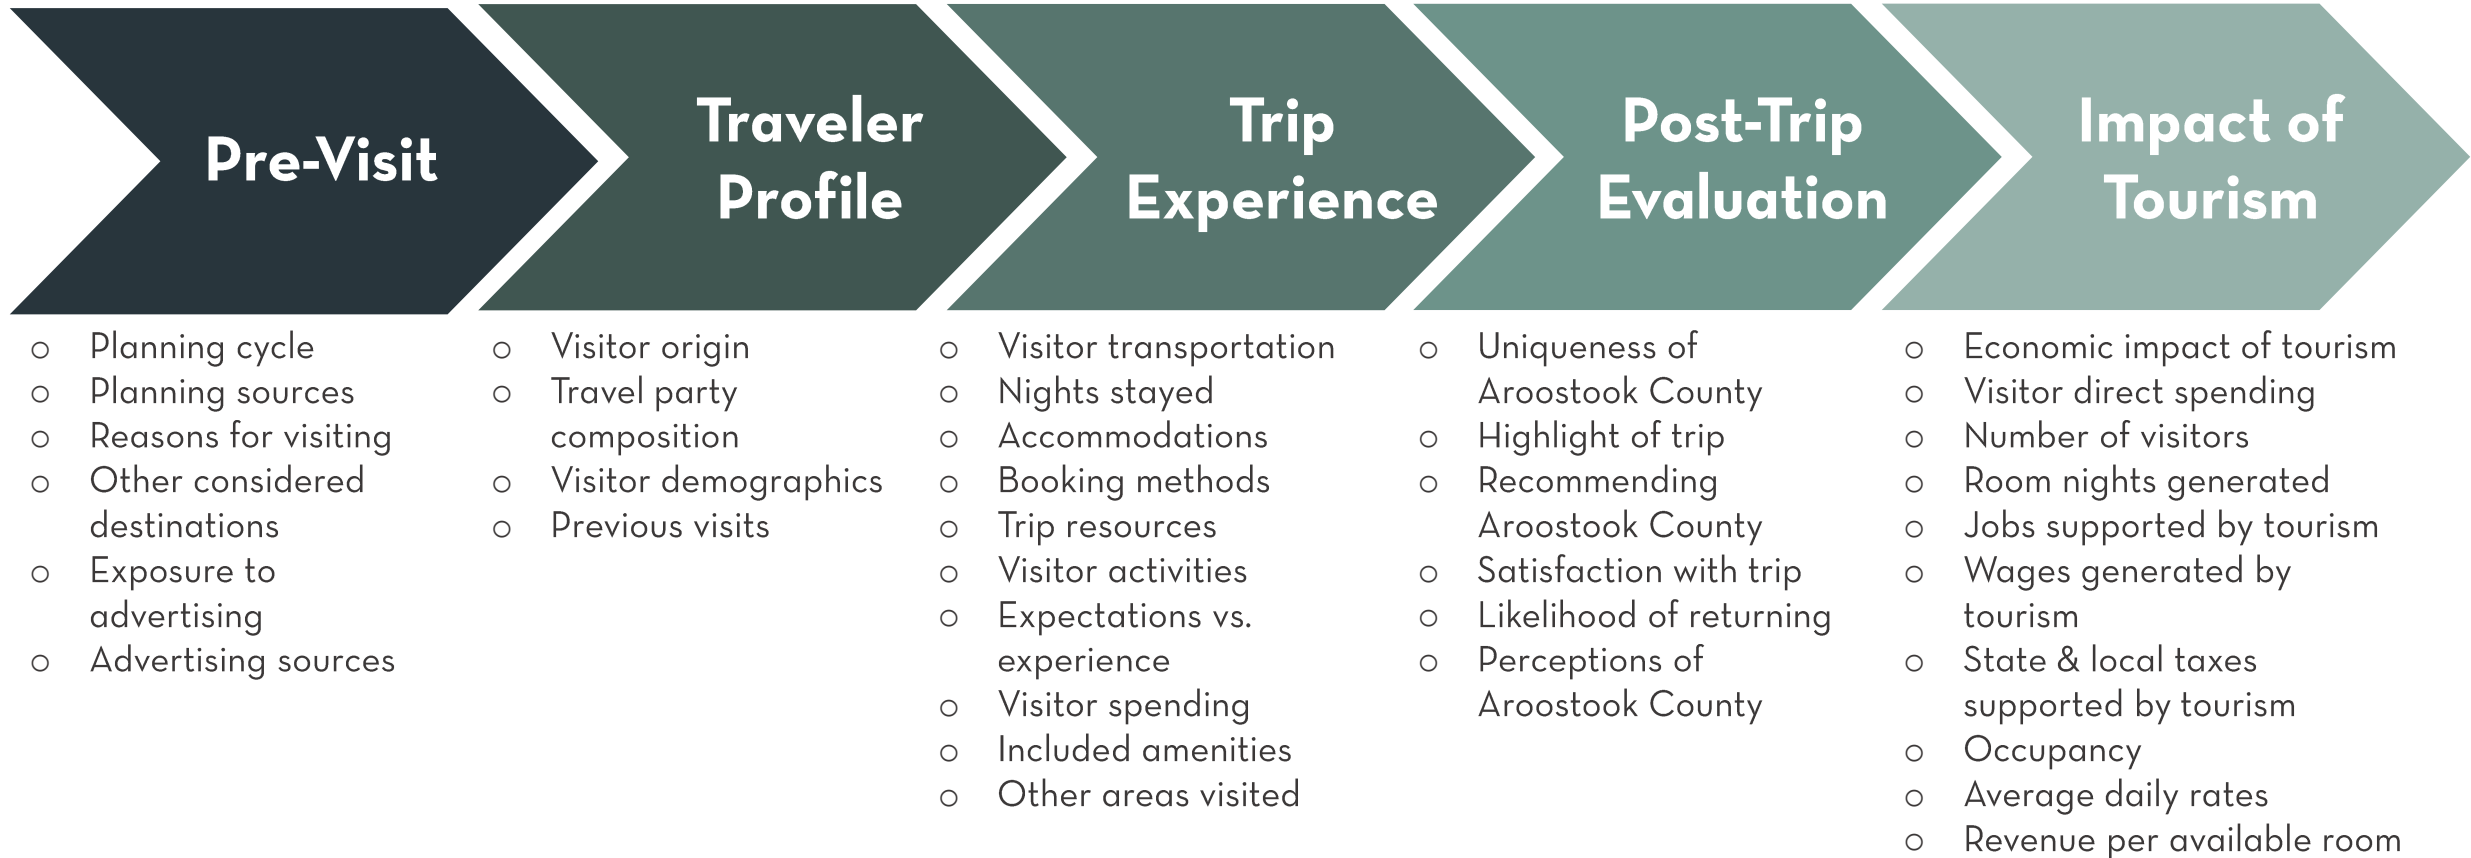 Pre-Visit
Traveler
Profile
Trip
Experience
Post-Trip
Evaluation
Impact of
Tourism
○ Planning cycle
○ Planning sources
○ Reasons for visiting
○ Other considered
destinations
○ Exposure to
advertising
○ Advertising sources
○ Visitor origin
○ Travel party
composition
○ Visitor demographics
○ Previous visits
○ Visitor transportation
○ Nights stayed
○ Accommodations
○ Booking methods
○ Trip resources
○ Visitor activities
○ Expectations vs.
experience
○ Visitor spending
○ Included amenities
○ Other areas visited
○ Uniqueness of
Aroostook County
○ Highlight of trip
○ Recommending
Aroostook County
○ Satisfaction with trip
○ Likelihood of returning
○ Perceptions of
Aroostook County
○ Economic impact of tourism
○ Visitor direct spending
○ Number of visitors
○ Room nights generated
○ Jobs supported by tourism
○ Wages generated by
tourism
○ State & local taxes
supported by tourism
○ Occupancy
○ Average daily rates
○ Revenue per available room